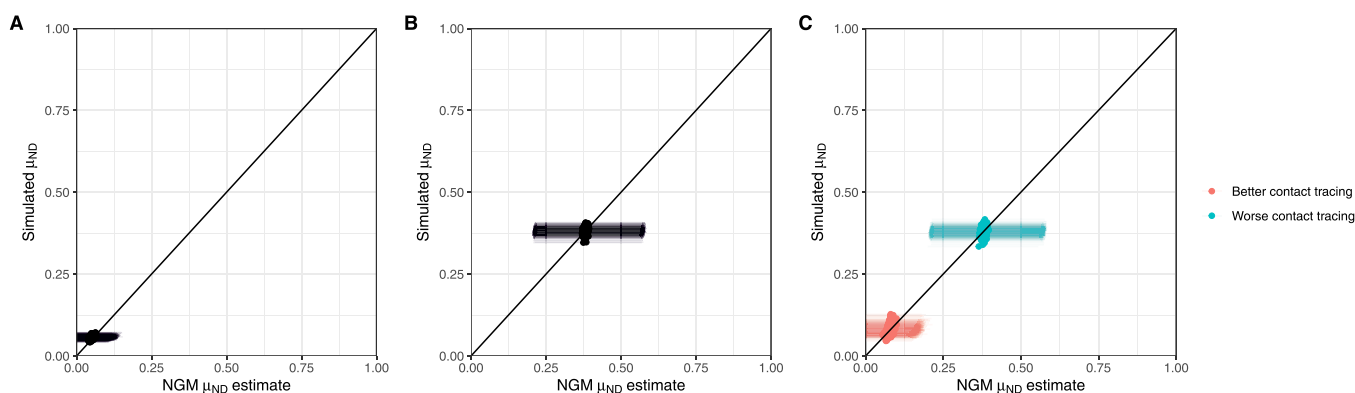 A
1.00
0.75
0.50
0.25
0.00
Simulated μND
0.00 0.25 0.50 0.75 1.00
NGM μND estimate
B
1.00
0.75
0.50
0.25
0.00
Simulated μND
0.00 0.25 0.50 0.75 1.00
NGM μND estimate
C
1.00
0.75
0.50
0.25
0.00
Simulated μND
0.00 0.25 0.50 0.75 1.00
NGM μND estimate
Better contact tracing
Worse contact tracing